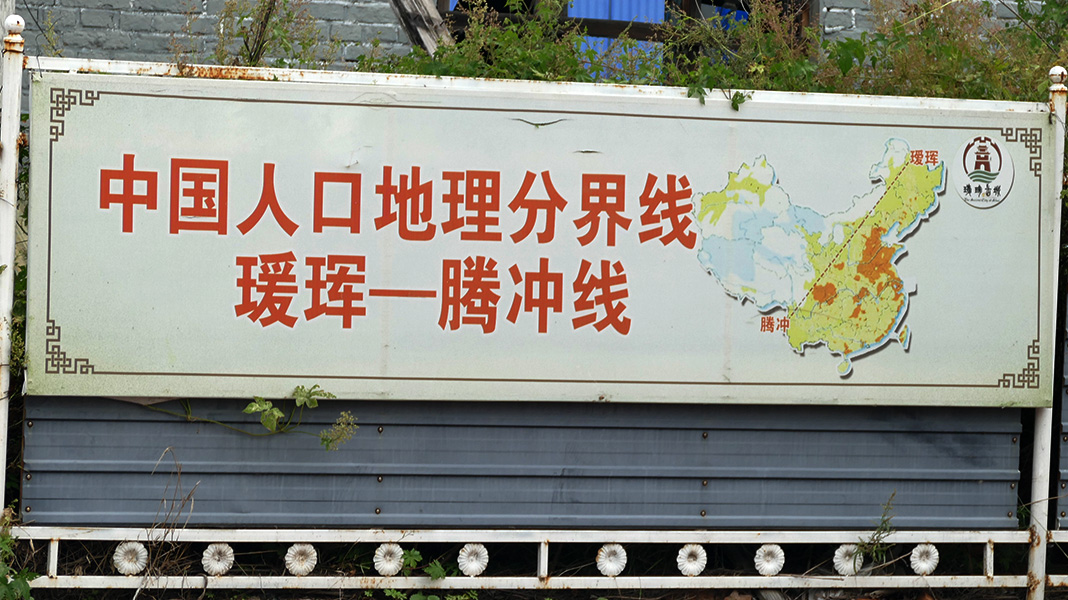 中国人口地理分界线
瑷珲—腾冲线
瑷珲
腾冲